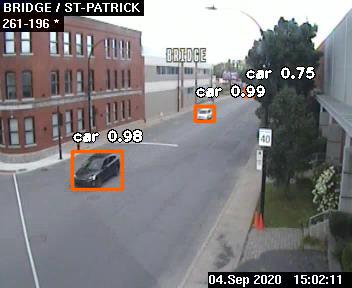 BRIDGE / ST-PATRICK
261-196 *
BRIDGE
car 0.75
car 0.99
car 0.98
40
04.Sep 2020 15:02:11